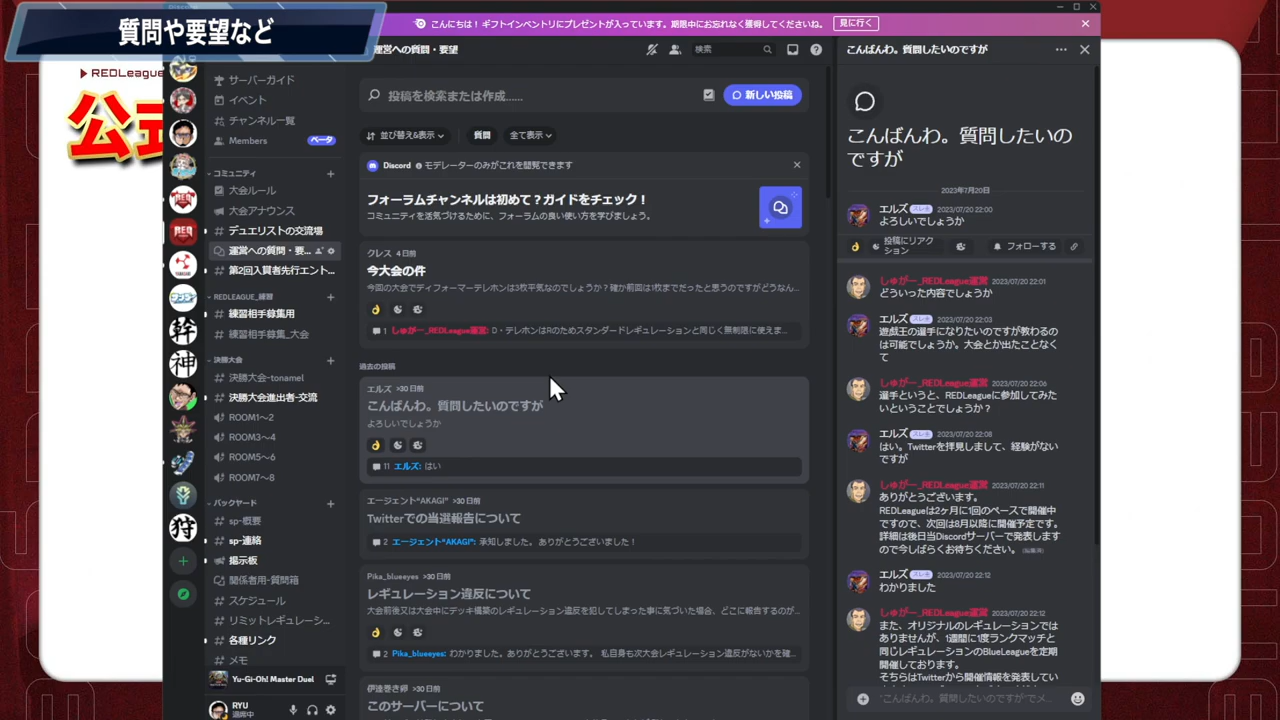 質問や要望など
こんにちは！ ギフトインベントリにプレゼントが入っています。期限中にお忘れなく獲得してくださいね。
見に行く
REDLeague
公式
サーバーガイド
イベント
チャンネル一覧
Members
ベータ
コミュニティ
大会ルール
大会アナウンス
デュエリストの交流場
運営への質問・要...
第2回入賞者先行エント...
REDLEAGUE_練習
練習相手募集用
練習相手募集_大会
決勝大会
決勝大会-tonamel
決勝大会進出者-交流
ROOM1～2
ROOM3～4
ROOM5～6
ROOM7～8
バックヤード
sp-概要
sp-連絡
掲示板
関係者用-質問箱
スケジュール
リミットレギュレーシ...
各種リンク
メモ
Yu-Gi-Oh! Master Duel
RYU
退席中
運営への質問・要望
検索
投稿を検索または作成......
新しい投稿
並び替え&表示
質問
全て表示
Discord モデレーターのみがこれを閲覧できます
フォーラムチャンネルは初めて？ガイドをチェック！
コミュニティを活気づけるために、フォーラムの良い使い方を学びましょう。
クレス 4日前
今大会の件
今回の大会でディフォーマーテレホンは3枚平気なのでしょうか？確か前回は1枚までだったと思うのですがどうなん...
1 しゅがー_REDLeague運営: D・テレホンはRのためスタンダードレギュレーションと同じく無制限に使えま...
過去の投稿
エルズ >30日前
こんばんわ。質問したいのですが
よろしいでしょうか
11 エルズ: はい
エージェント“AKAGI” >30日前
Twitterでの当選報告について
2 エージェント“AKAGI”: 承知しました。ありがとうございました！
Pika_blueeyes >30日前
レギュレーション違反について
大会前後又は大会中にデッキ構築のレギュレーション違反を犯してしまった事に気づいた場合、どこに報告するのが...
2 Pika_blueeyes: わかりました。ありがとうございます。 私自身も次大会レギュレーション違反がないかを確...
伊達巻き卵 >30日前
このサーバーについて
こんばんわ。質問したいのですが
こんばんわ。質問したいの
ですが
2023年7月20日
エルズ スレ主 2023/07/20 22:00
よろしいでしょうか
投稿にリアク
ション
フォローする
しゅがー_REDLeague運営 2023/07/20 22:01
どういった内容でしょうか
エルズ スレ主 2023/07/20 22:03
遊戯王の選手になりたいのですが教わるの
は可能でしょうか。大会とか出たことなく
て
しゅがー_REDLeague運営 2023/07/20 22:06
選手というと、REDLeagueに参加してみた
いということでしょうか？
エルズ スレ主 2023/07/20 22:08
はい。Twitterを拝見しまして、経験がない
ですが
しゅがー_REDLeague運営 2023/07/20 22:11
ありがとうございます。
REDLeagueは2ヶ月に1回のペースで開催中
ですので、次回は8月以降に開催予定です。
詳細は後日当Discordサーバーで発表します
ので今しばらくお待ちください。 (編集済)
エルズ スレ主 2023/07/20 22:12
わかりました
しゅがー_REDLeague運営 2023/07/20 22:12
また、オリジナルのレギュレーションでは
ありませんが、1週間に1度ランクマッチと
同じレギュレーションのBlueLeagueを定期
開催しております。
そちらはTwitterから開催情報を発表してい
"こんばんわ。質問したいのですが"でメ...